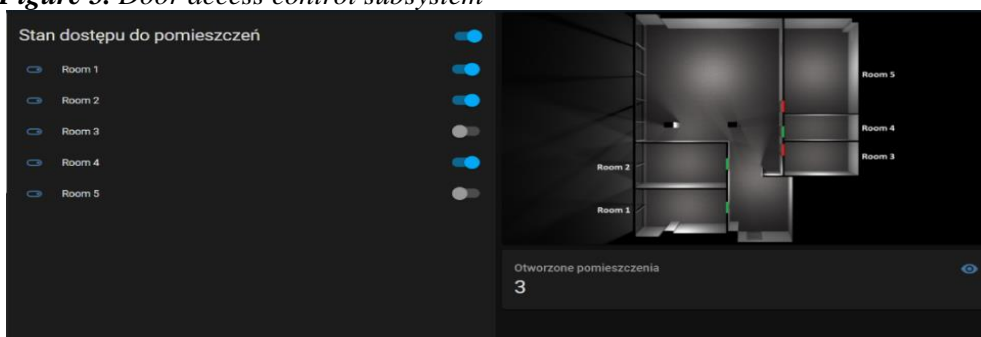 Figure 3. Door access control subsystem
Stan dostępu do pomieszczeń
Room 1
Room 2
Room 3
Room 4
Room 5
Room 5
Room 4
Room 3
Room 2
Room 1
Otworzone pomieszczenia
3